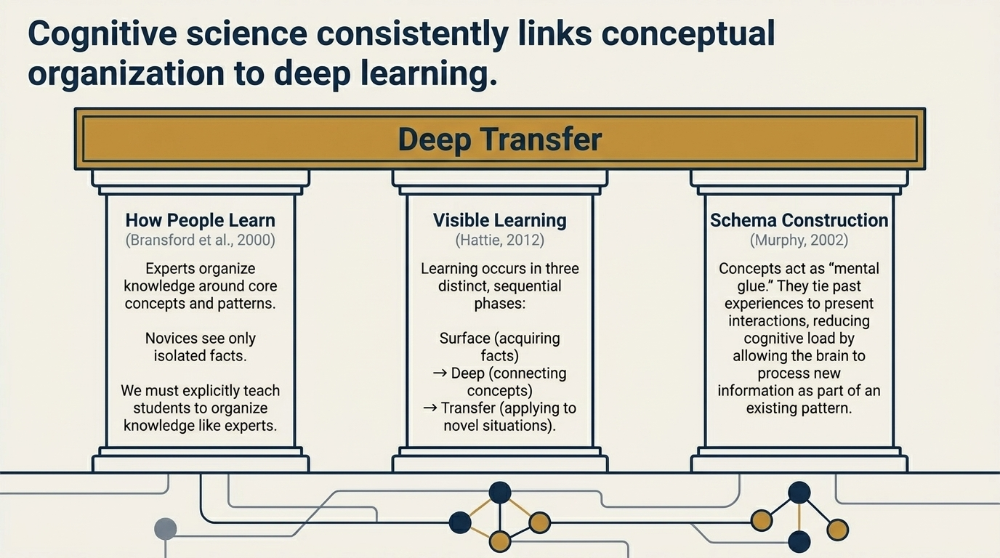 Cognitive science consistently links conceptual
organization to deep learning.
Deep Transfer
How People Learn
(Bransford et al., 2000)
Experts organize
knowledge around core
concepts and patterns.
Novices see only
isolated facts.
We must explicitly teach
students to organize
knowledge like experts.
Visible Learning
(Hattie, 2012)
Learning occurs in three
distinct, sequential
phases:
Surface (acquiring
facts)
→ Deep (connecting
concepts)
→ Transfer (applying to
novel situations).
Schema Construction
(Murphy, 2002)
Concepts act as “mental
glue.” They tie past
experiences to present
interactions, reducing
cognitive load by
allowing the brain to
process new
information as part of an
existing pattern.